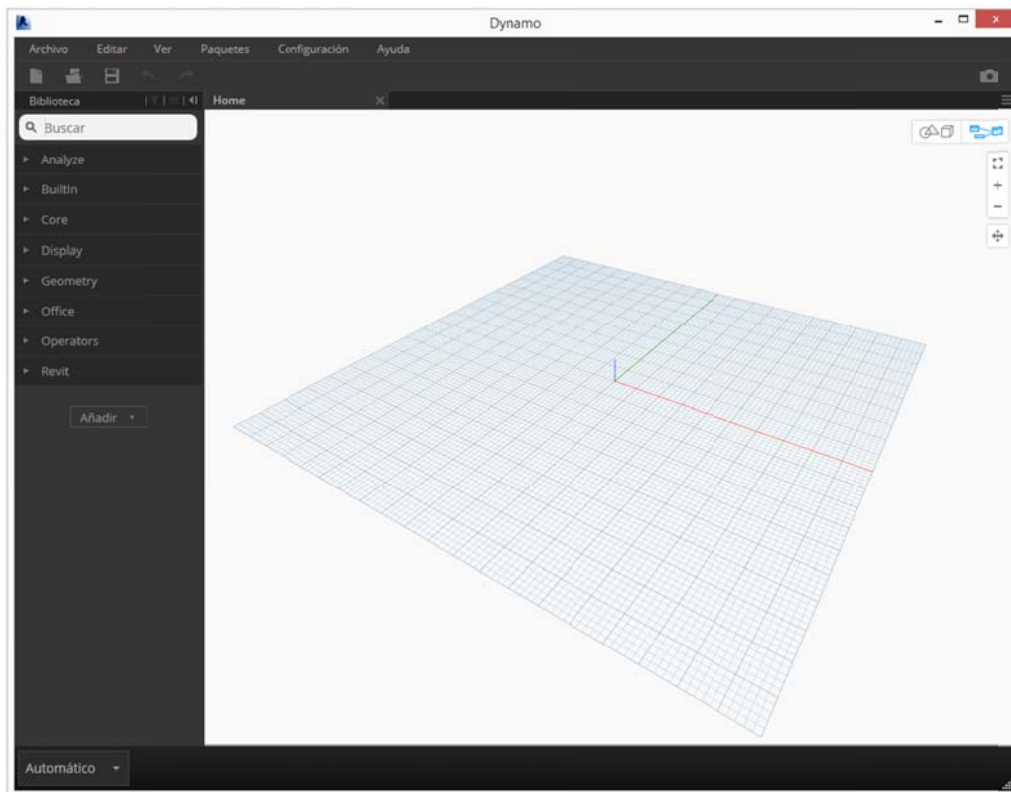 Dynamo
Archivo Editar Ver Paquetes Configuración Ayuda
Biblioteca
Home
Buscar
Analyze
BuiltIn
Core
Display
Geometry
Office
Operators
Revit
Añadir
Automático